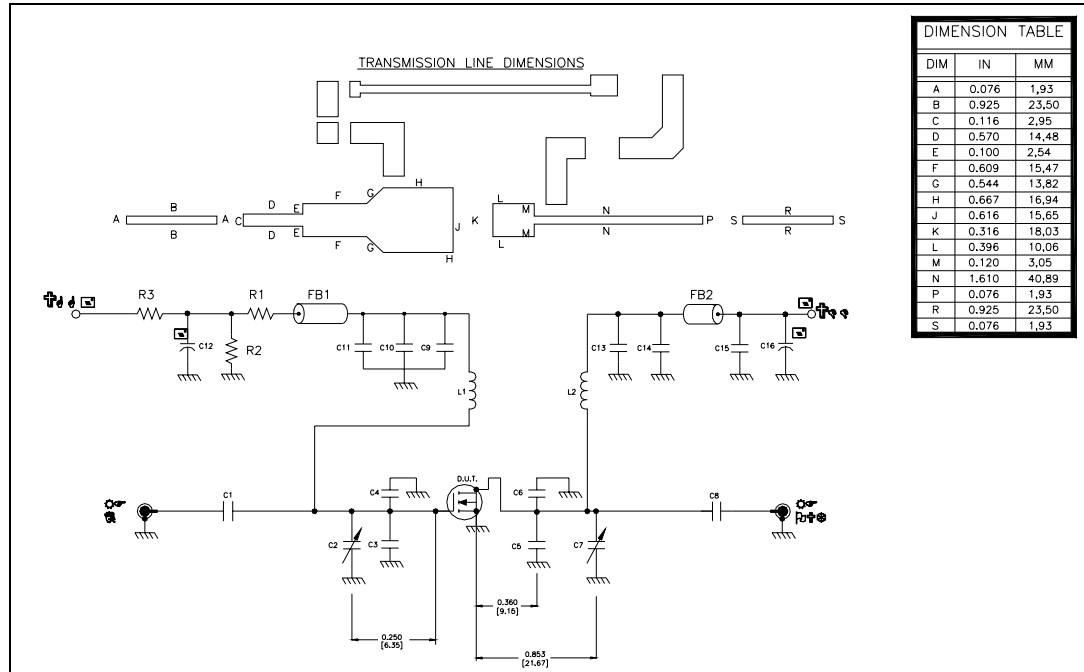 TRANSMISSION LINE DIMENSIONS
H
F
G
L
D
E
B
N
M
R
A
A
C
K
P
S
S
J
B
D
E
F
G
H
M
L
N
R
DIMENSION TABLE
DIM IN MM
A 0.076 1,93
B 0.925 23,50
C 0.116 2,95
D 0.570 14,48
E 0.100 2,54
F 0.609 15,47
G 0.544 13,82
H 0.667 16,94
J 0.616 15,65
K 0.316 18,03
L 0.396 10,06
M 0.120 3,05
N 1.610 40,89
P 0.076 1,93
R 0.925 23,50
S 0.076 1,93
R3
R1
FB1
FB2
C12
R2
C11
C10
C9
C13
C14
C15
C16
L1
L2
D.U.T.
C4
C6
C1
C8
C2
C3
C5
C7
0.360
[9.15]
0.250
[6.35]
0.853
[21.67]